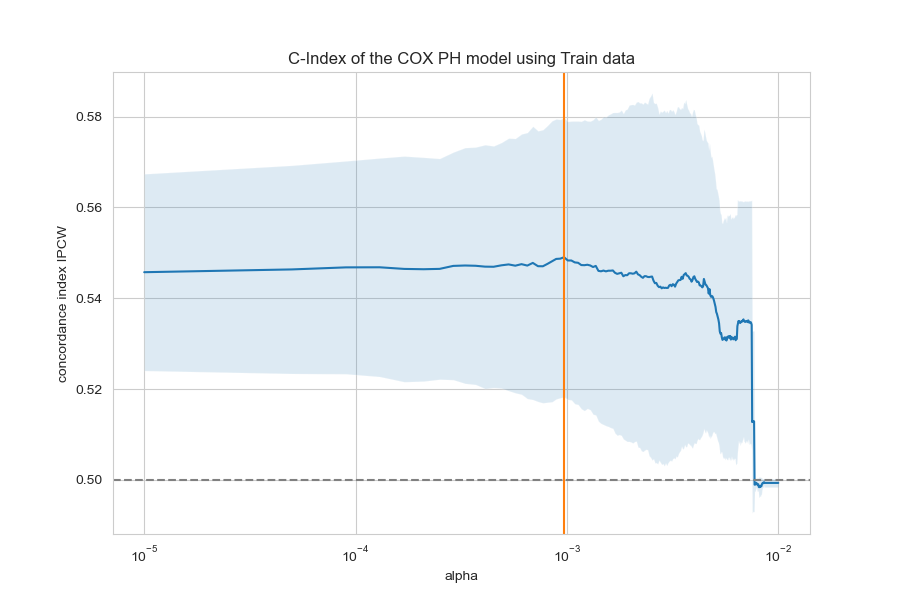 C-Index of the COX PH model using Train data
concordance index IPCW
0.58
0.56
0.54
0.52
0.50
10⁻⁵ 10⁻⁴ 10⁻³ 10⁻²
alpha